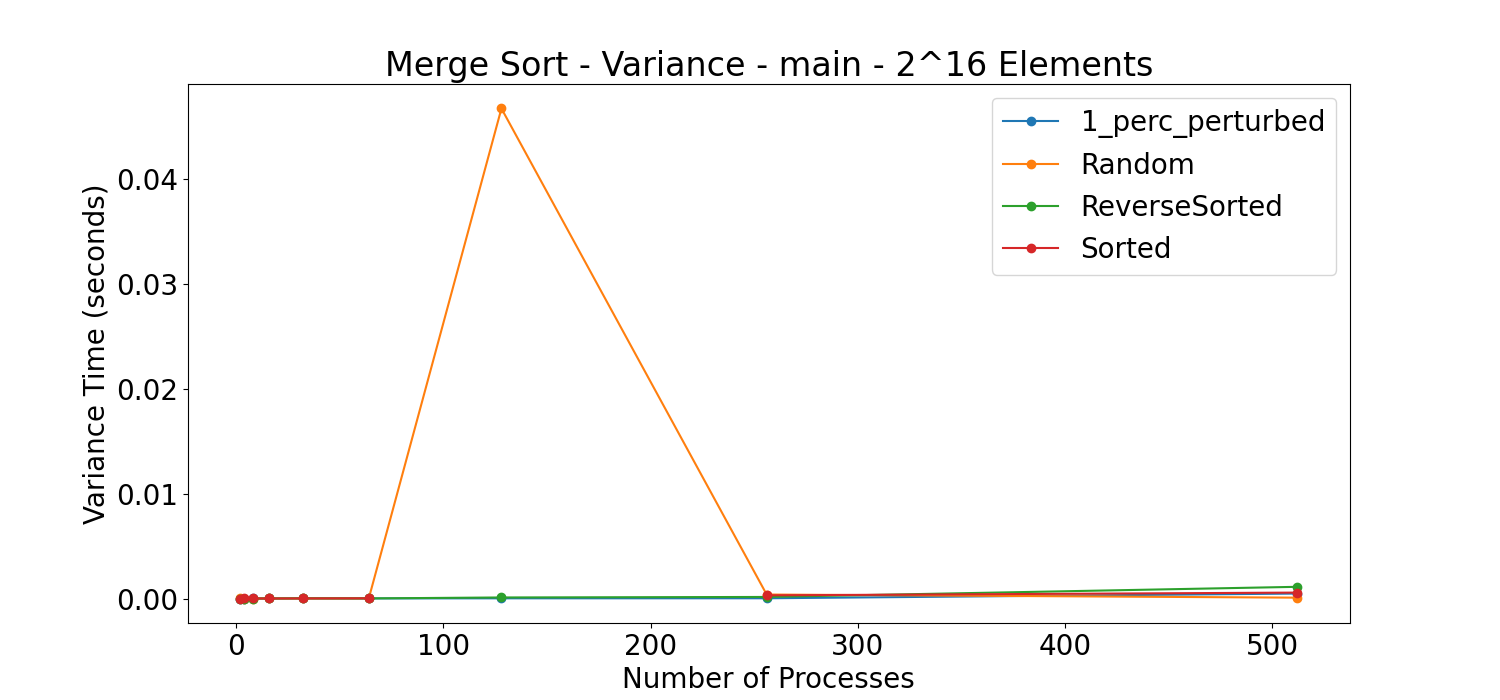 Merge Sort - Variance - main - 2^16 Elements
1_perc_perturbed
Random
ReverseSorted
Sorted
Variance Time (seconds)
0.04
0.03
0.02
0.01
0.00
0 100 200 300 400 500
Number of Processes